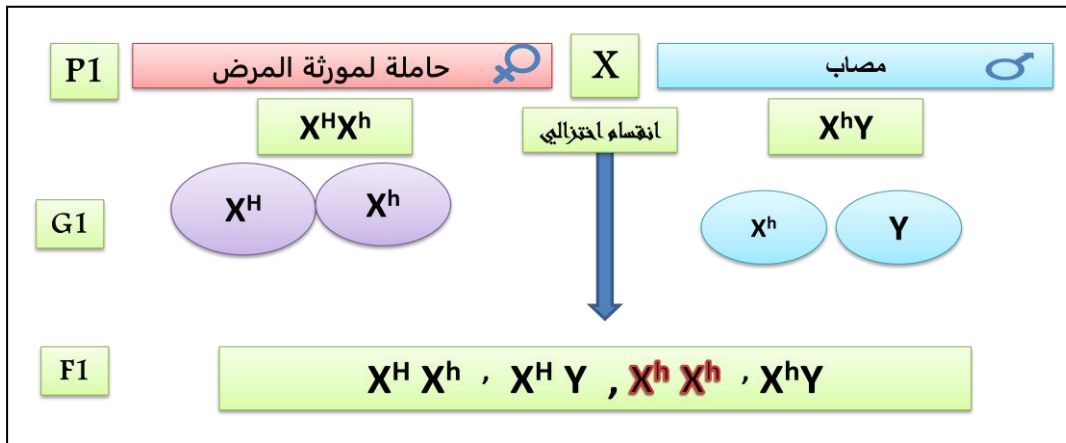 P1 حاملة لمورثة المرض X مصاب
XᴴXʰ انقسام اختزالي XʰY
G1 Xᴴ Xʰ Xʰ Y
F1 Xᴴ Xʰ , Xᴴ Y , Xʰ Xʰ , XʰY